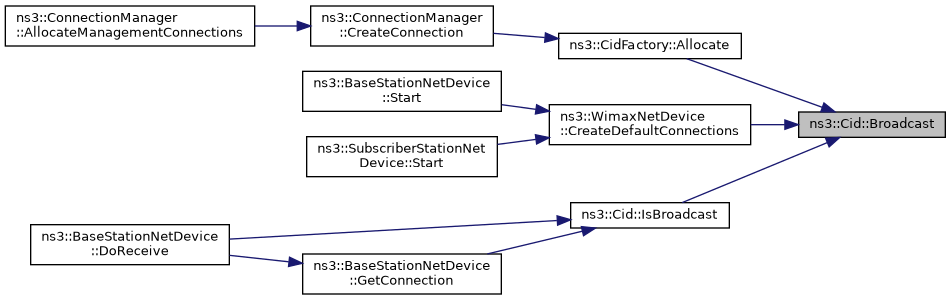 ns3::ConnectionManager
::AllocateManagementConnections
ns3::ConnectionManager
::CreateConnection
ns3::CidFactory::Allocate
ns3::BaseStationNetDevice
::Start
ns3::WimaxNetDevice
::CreateDefaultConnections
ns3::Cid::Broadcast
ns3::SubscriberStationNet
Device::Start
ns3::Cid::IsBroadcast
ns3::BaseStationNetDevice
::DoReceive
ns3::BaseStationNetDevice
::GetConnection